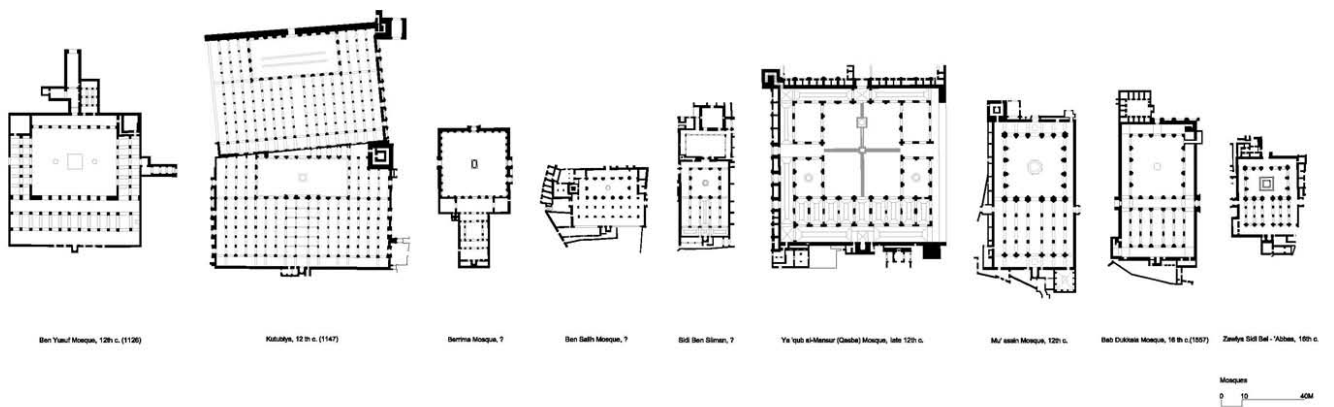 Ben Yusuf Mosque, 12th c. (1126)
Kutubiya, 12 th c. (1147)
Berrima Mosque, ?
Ben Salih Mosque, ?
Sidi Ben Sliman, ?
Ya 'qub al-Mansur (Qasba) Mosque, late 12th c.
Mu' assin Mosque, 12th c.
Bab Dukkala Mosque, 16 th c.(1557)
Zawiya Sidi Bel - 'Abbes, 16th c.
Mosques
0 10 40M